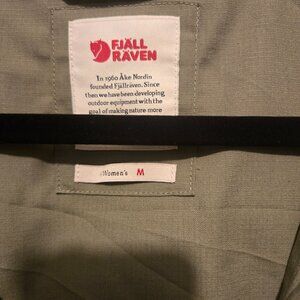 FJÄLL
RÄVEN
In 1960 Åke Nordin
founded Fjällräven. Since
then we have been developing
outdoor equipment with the
goal of making nature more
Women's M